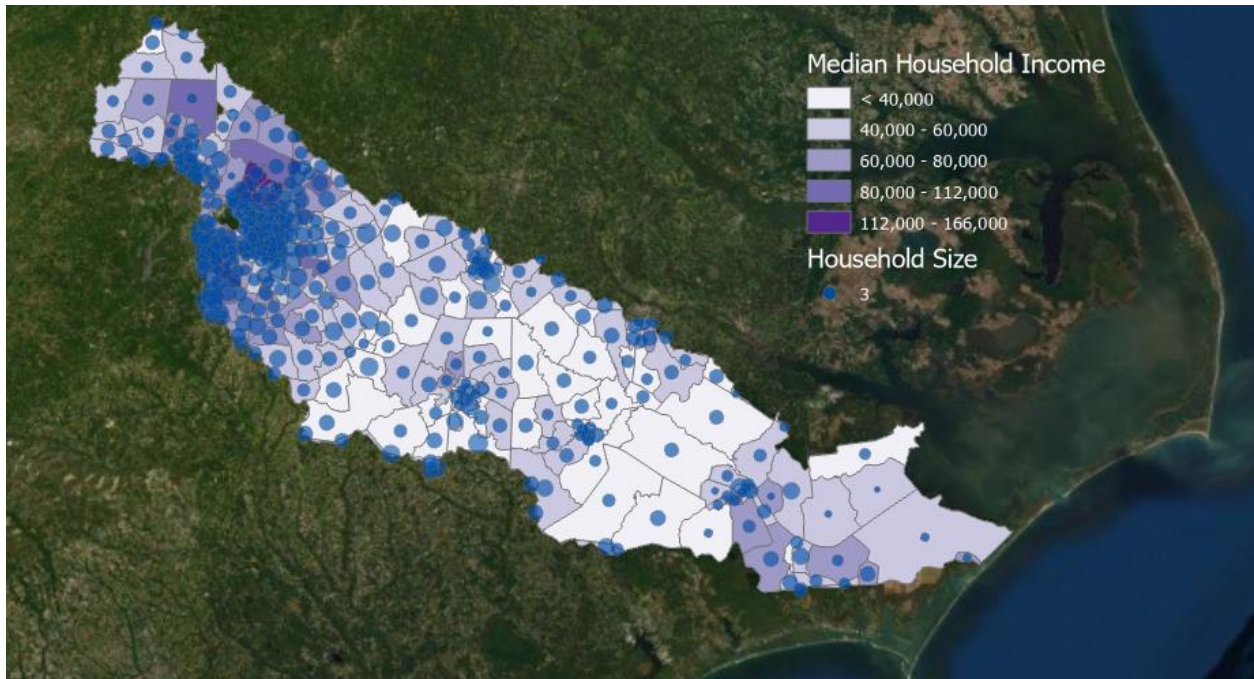 Median Household Income
< 40,000
40,000 - 60,000
60,000 - 80,000
80,000 - 112,000
112,000 - 166,000
Household Size
3